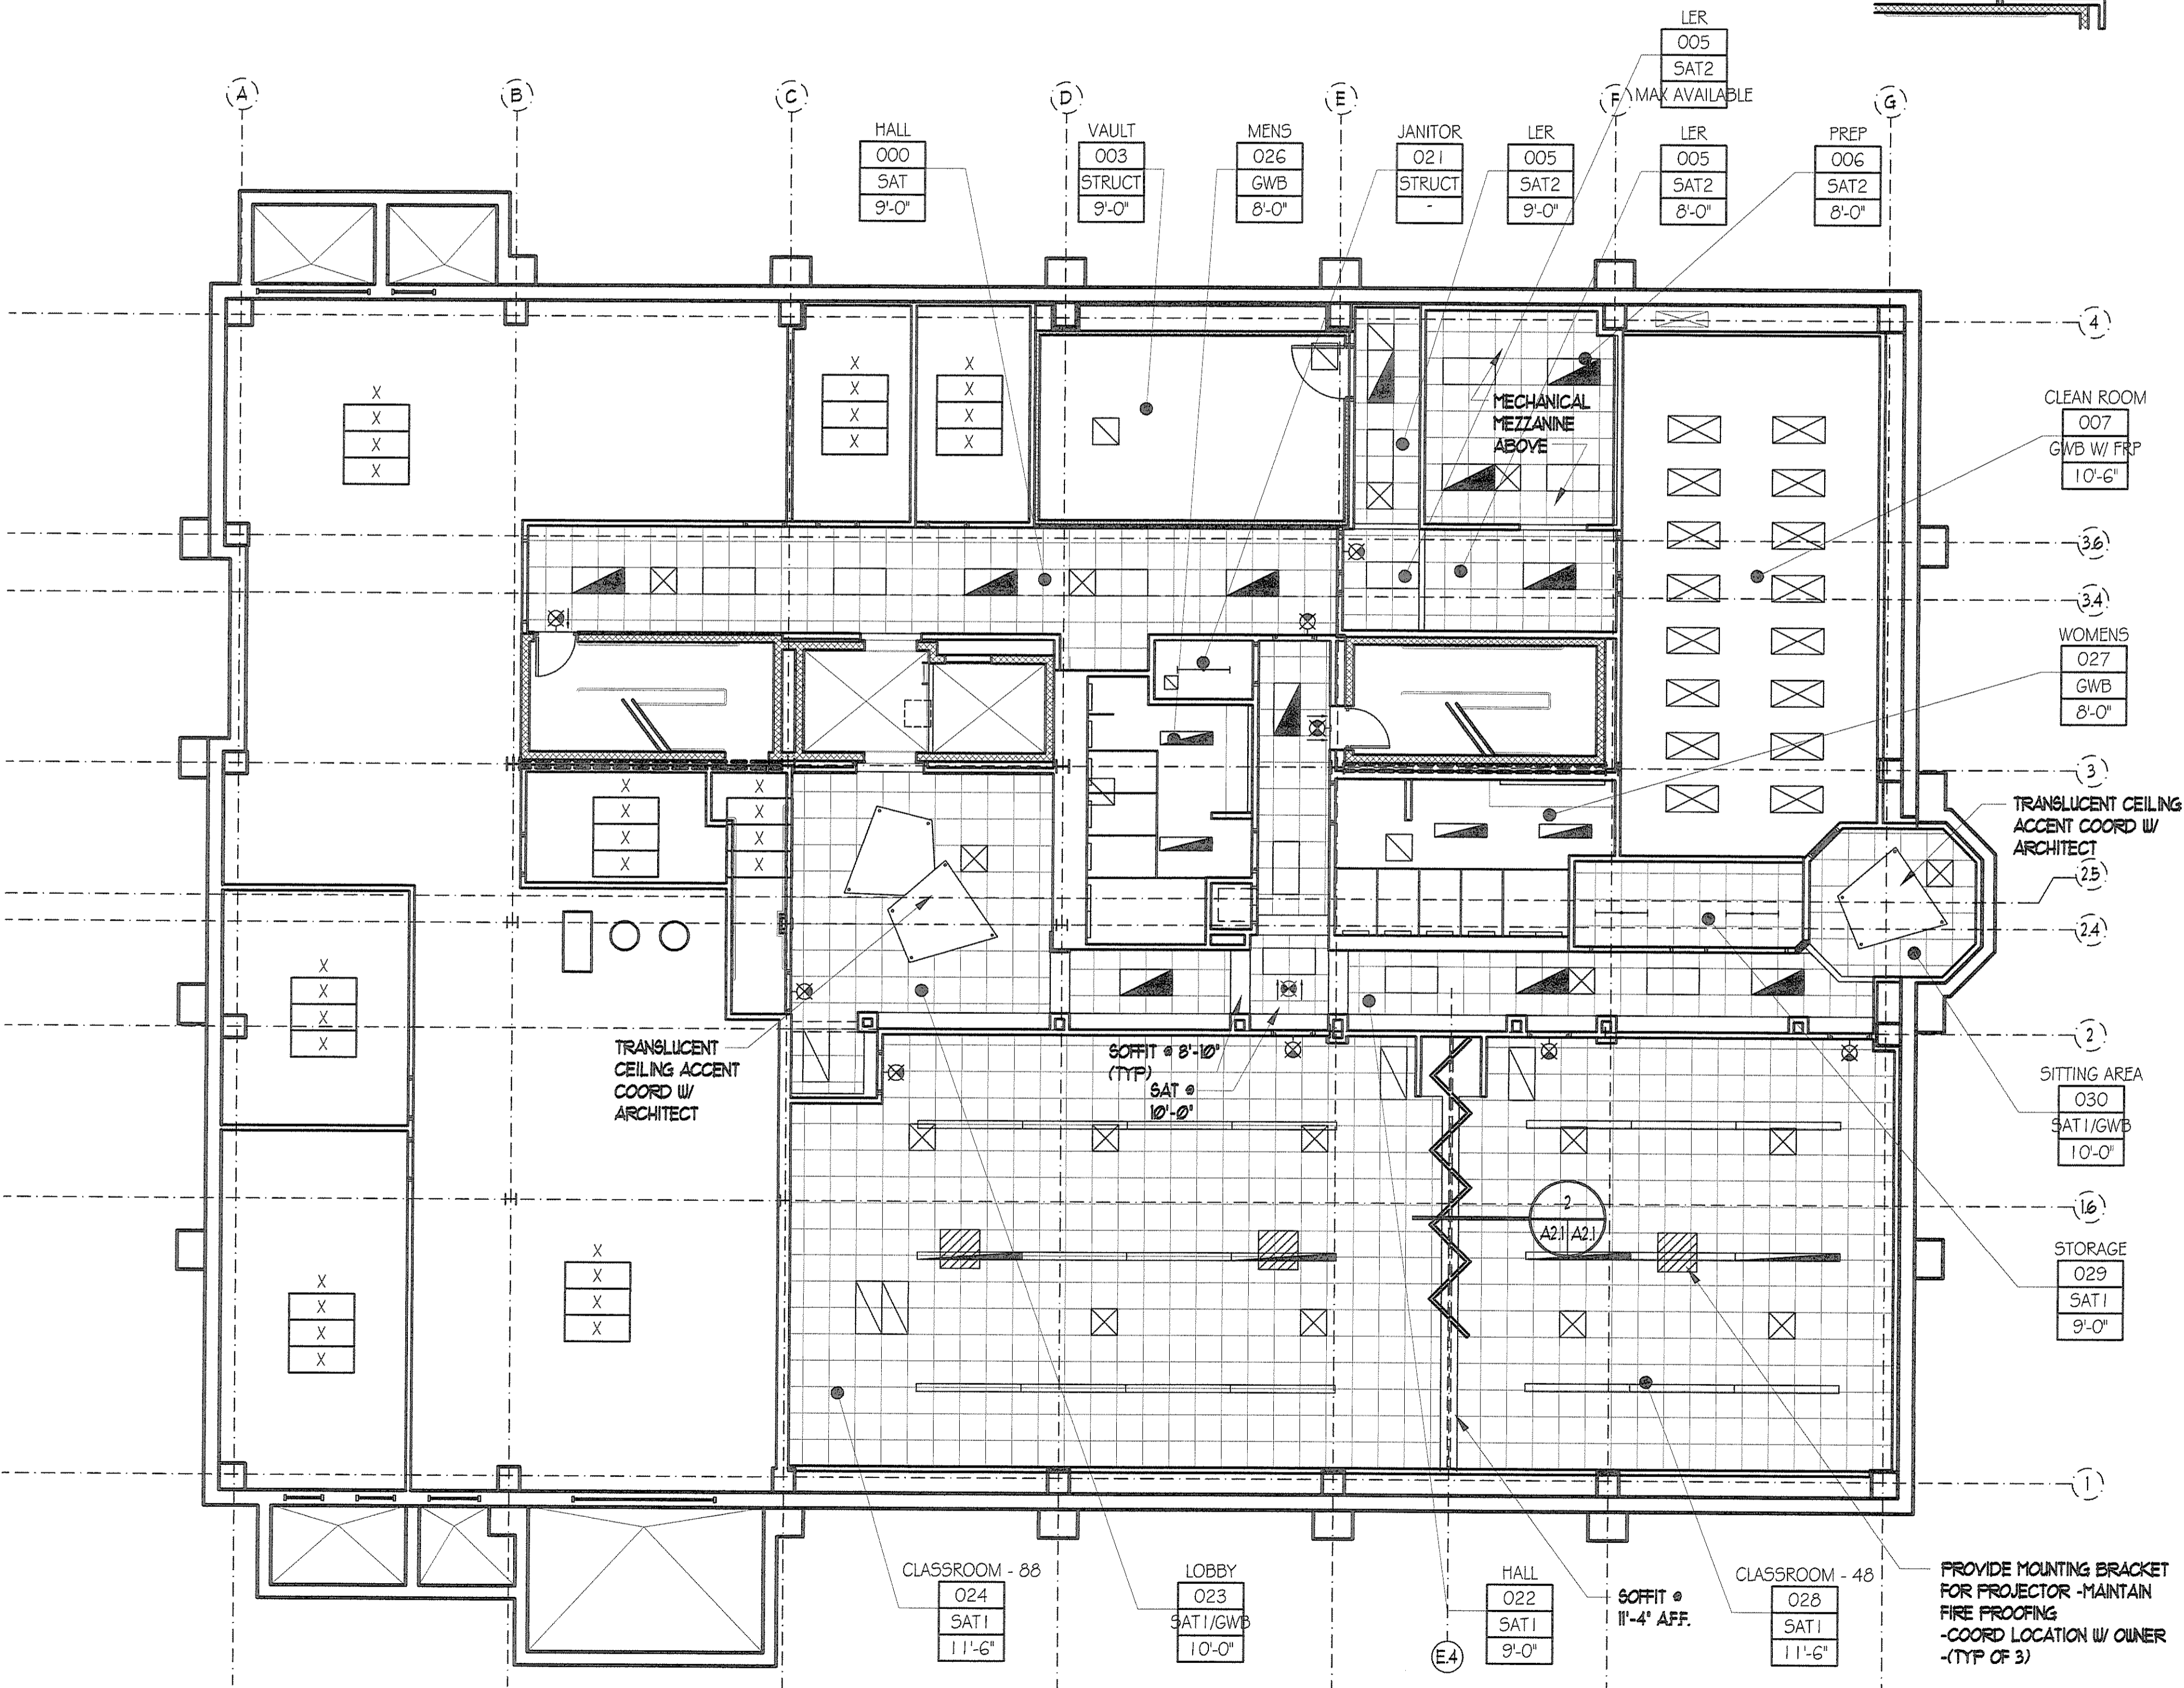 LER
005
SAT2
MAX AVAILABLE
A
B
C
D
E
F
G
HALL
000
SAT
9'-0"
VAULT
003
STRUCT
9'-0"
MENS
026
GWB
8'-0"
JANITOR
021
STRUCT
-
LER
005
SAT2
9'-0"
LER
005
SAT2
8'-0"
PREP
006
SAT2
8'-0"
4
X
X
X
X
X
X
X
X
X
X
X
X
MECHANICAL
MEZZANINE
ABOVE
CLEAN ROOM
007
GWB W/ FRP
10'-6"
3.6
3.4
WOMENS
027
GWB
8'-0"
3
X
X
X
X
X
X
X
X
TRANSLUCENT CEILING
ACCENT COORD W/
ARCHITECT
2.5
2.4
X
X
X
X
2
TRANSLUCENT
CEILING ACCENT
COORD W/
ARCHITECT
SOFFIT @ 8'-10"
(TYP)
SAT @
10'-0"
SITTING AREA
030
SAT1/GWB
10'-0"
2
A2.1
A2.1
1.6
STORAGE
029
SAT1
9'-0"
X
X
X
X
X
X
X
X
1
CLASSROOM - 88
024
SAT1
11'-6"
LOBBY
023
SAT1/GWB
10'-0"
E.4
HALL
022
SAT1
9'-0"
SOFFIT @
11'-4" A.F.F.
CLASSROOM - 48
028
SAT1
11'-6"
PROVIDE MOUNTING BRACKET
FOR PROJECTOR -MAINTAIN
FIRE PROOFING
-COORD LOCATION W/ OWNER
-(TYP OF 3)